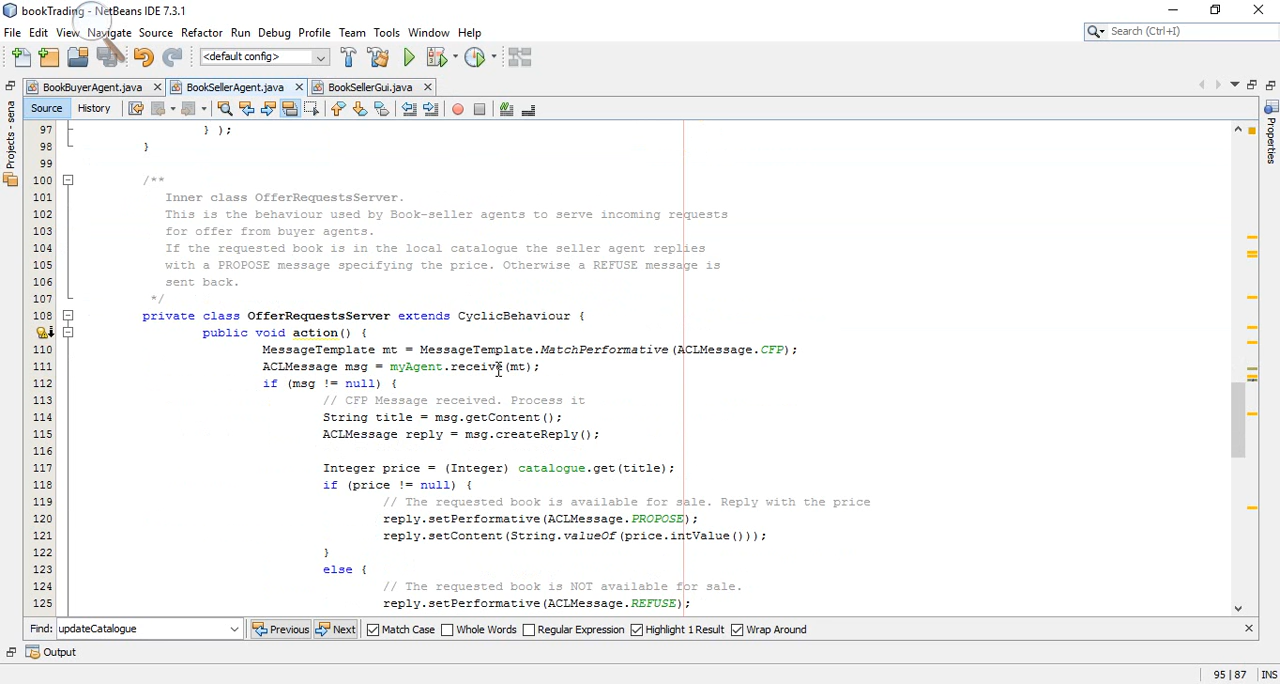 bookTrading - NetBeans IDE 7.3.1
File Edit View Navigate Source Refactor Run Debug Profile Team Tools Window Help
Search (Ctrl+I)
<default config>
BookBuyerAgent.java BookSellerAgent.java BookSellerGui.java
Source History
Projects - sena
Properties
97 } );
98 }
99
100 /**
101 Inner class OfferRequestsServer.
102 This is the behaviour used by Book-seller agents to serve incoming requests
103 for offer from buyer agents.
104 If the requested book is in the local catalogue the seller agent replies
105 with a PROPOSE message specifying the price. Otherwise a REFUSE message is
106 sent back.
107 */
108 private class OfferRequestsServer extends CyclicBehaviour {
public void action() {
110 MessageTemplate mt = MessageTemplate.MatchPerformative(ACLMessage.CFP);
111 ACLMessage msg = myAgent.receive(mt);
112 if (msg != null) {
113 // CFP Message received. Process it
114 String title = msg.getContent();
115 ACLMessage reply = msg.createReply();
116
117 Integer price = (Integer) catalogue.get(title);
118 if (price != null) {
119 // The requested book is available for sale. Reply with the price
120 reply.setPerformative(ACLMessage.PROPOSE);
121 reply.setContent(String.valueOf(price.intValue()));
122 }
123 else {
124 // The requested book is NOT available for sale.
125 reply.setPerformative(ACLMessage.REFUSE);
Find: updateCatalogue Previous Next Match Case Whole Words Regular Expression Highlight 1 Result Wrap Around
Output
95 | 87 INS